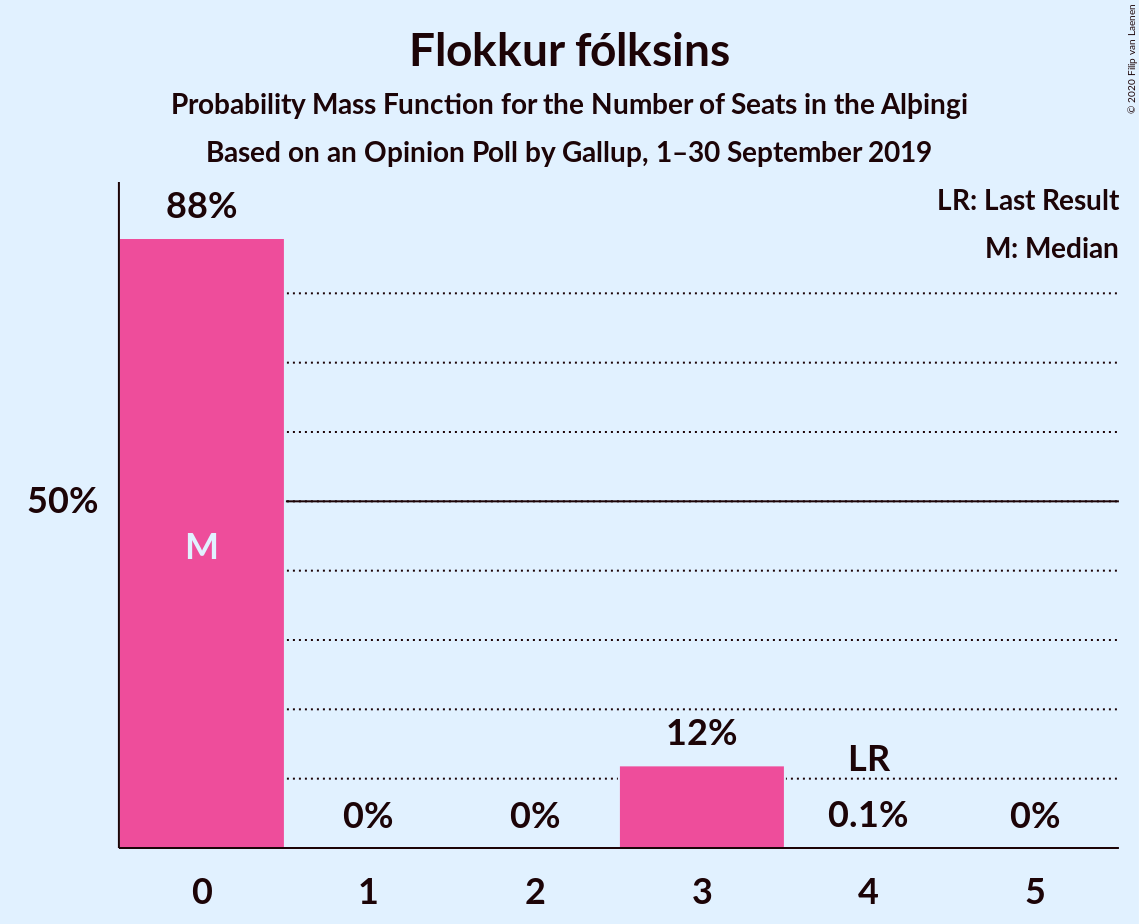 Flokkur fólksins
Probability Mass Function for the Number of Seats in the Alþingi
Based on an Opinion Poll by Gallup, 1–30 September 2019
© 2020 Filip van Laenen
LR: Last Result
M: Median
88%
50%
M
12%
LR
0% 0% 0.1% 0%
0 1 2 3 4 5